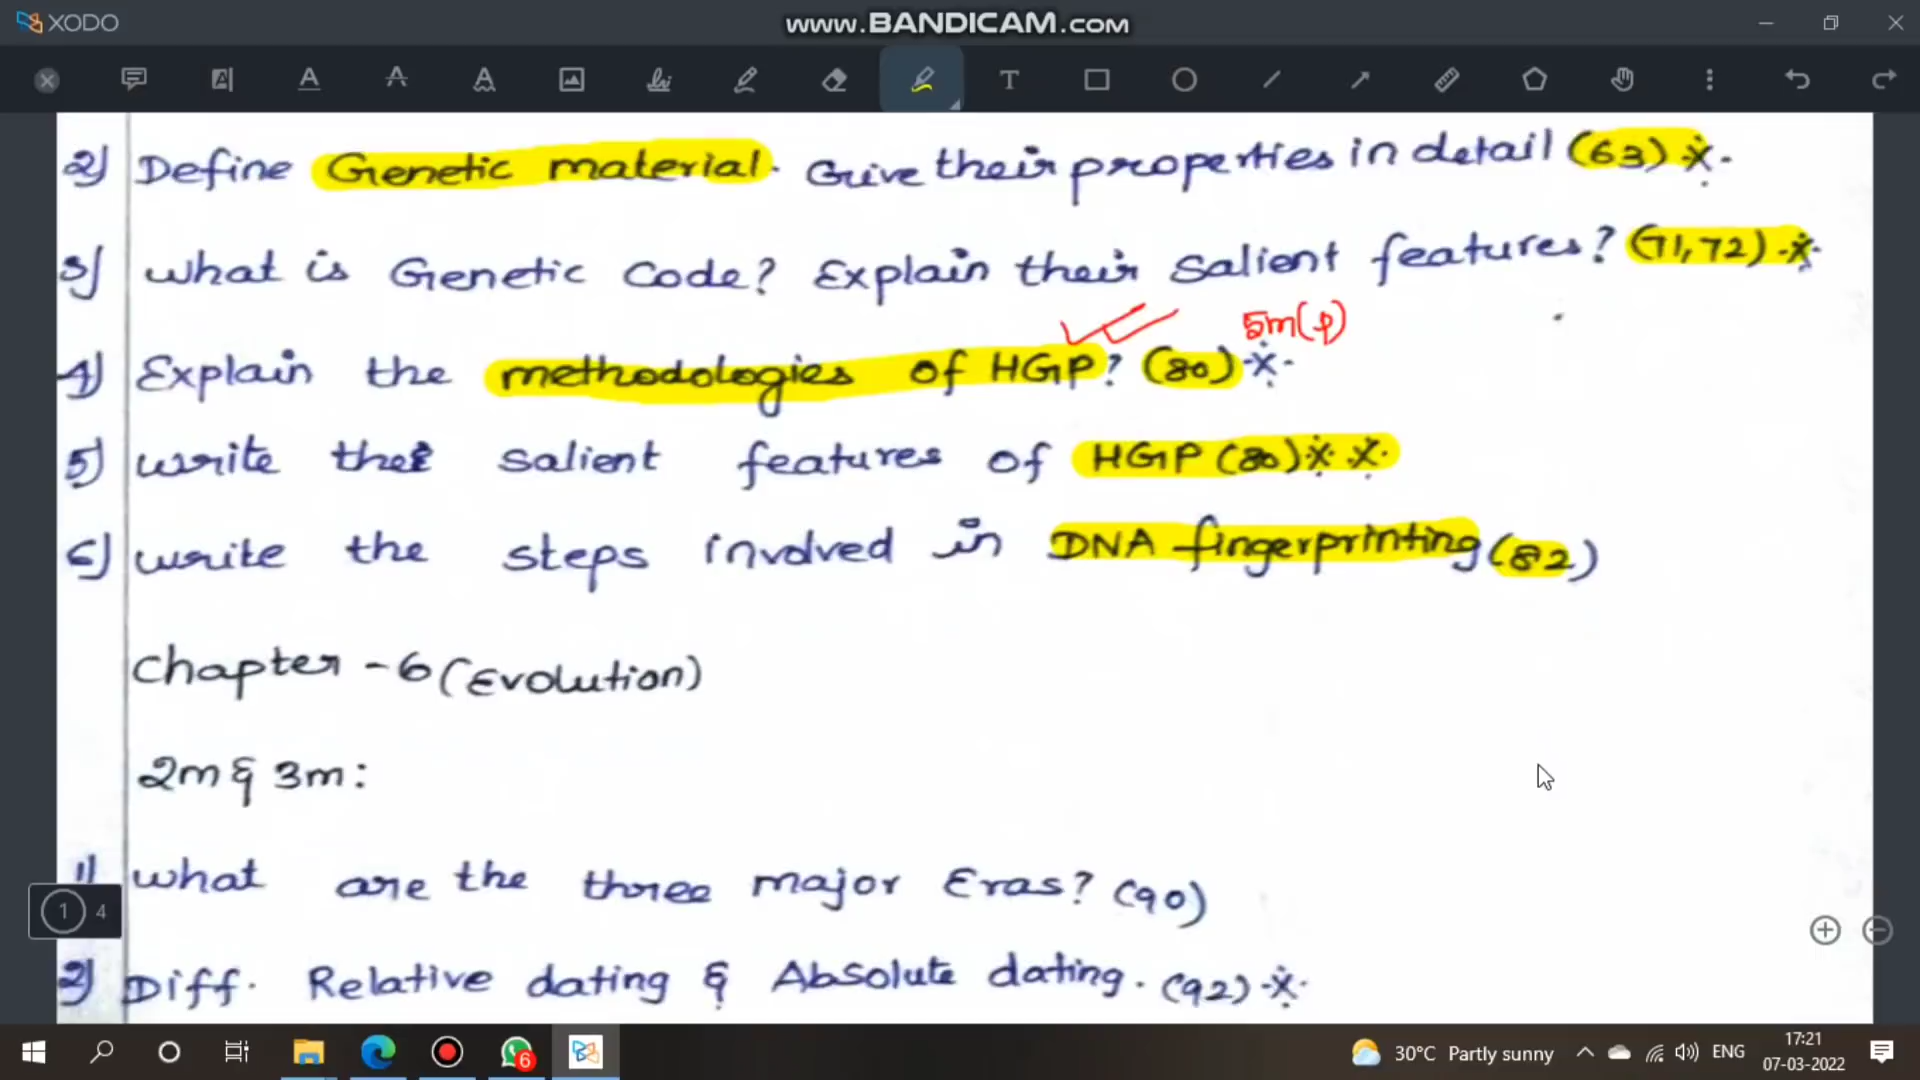 XODO
www.BANDICAM.com
2) Define Genetic material. Give their properties in detail (63) ※.
3) What is Genetic Code? Explain their Salient features? (71,72) ※
5m(p)
4) Explain the methodologies of HGP? (80) ※
5) Write the salient features of HGP (80) ※ ※
6) Write the steps involved in DNA fingerprinting (82)
Chapter - 6 (Evolution)
2m & 3m:
1) What are the three major Eras? (90)
2) Diff. Relative dating & Absolute dating. (92) ※
1 4
6
30°C Partly sunny
ENG
17:21
07-03-2022